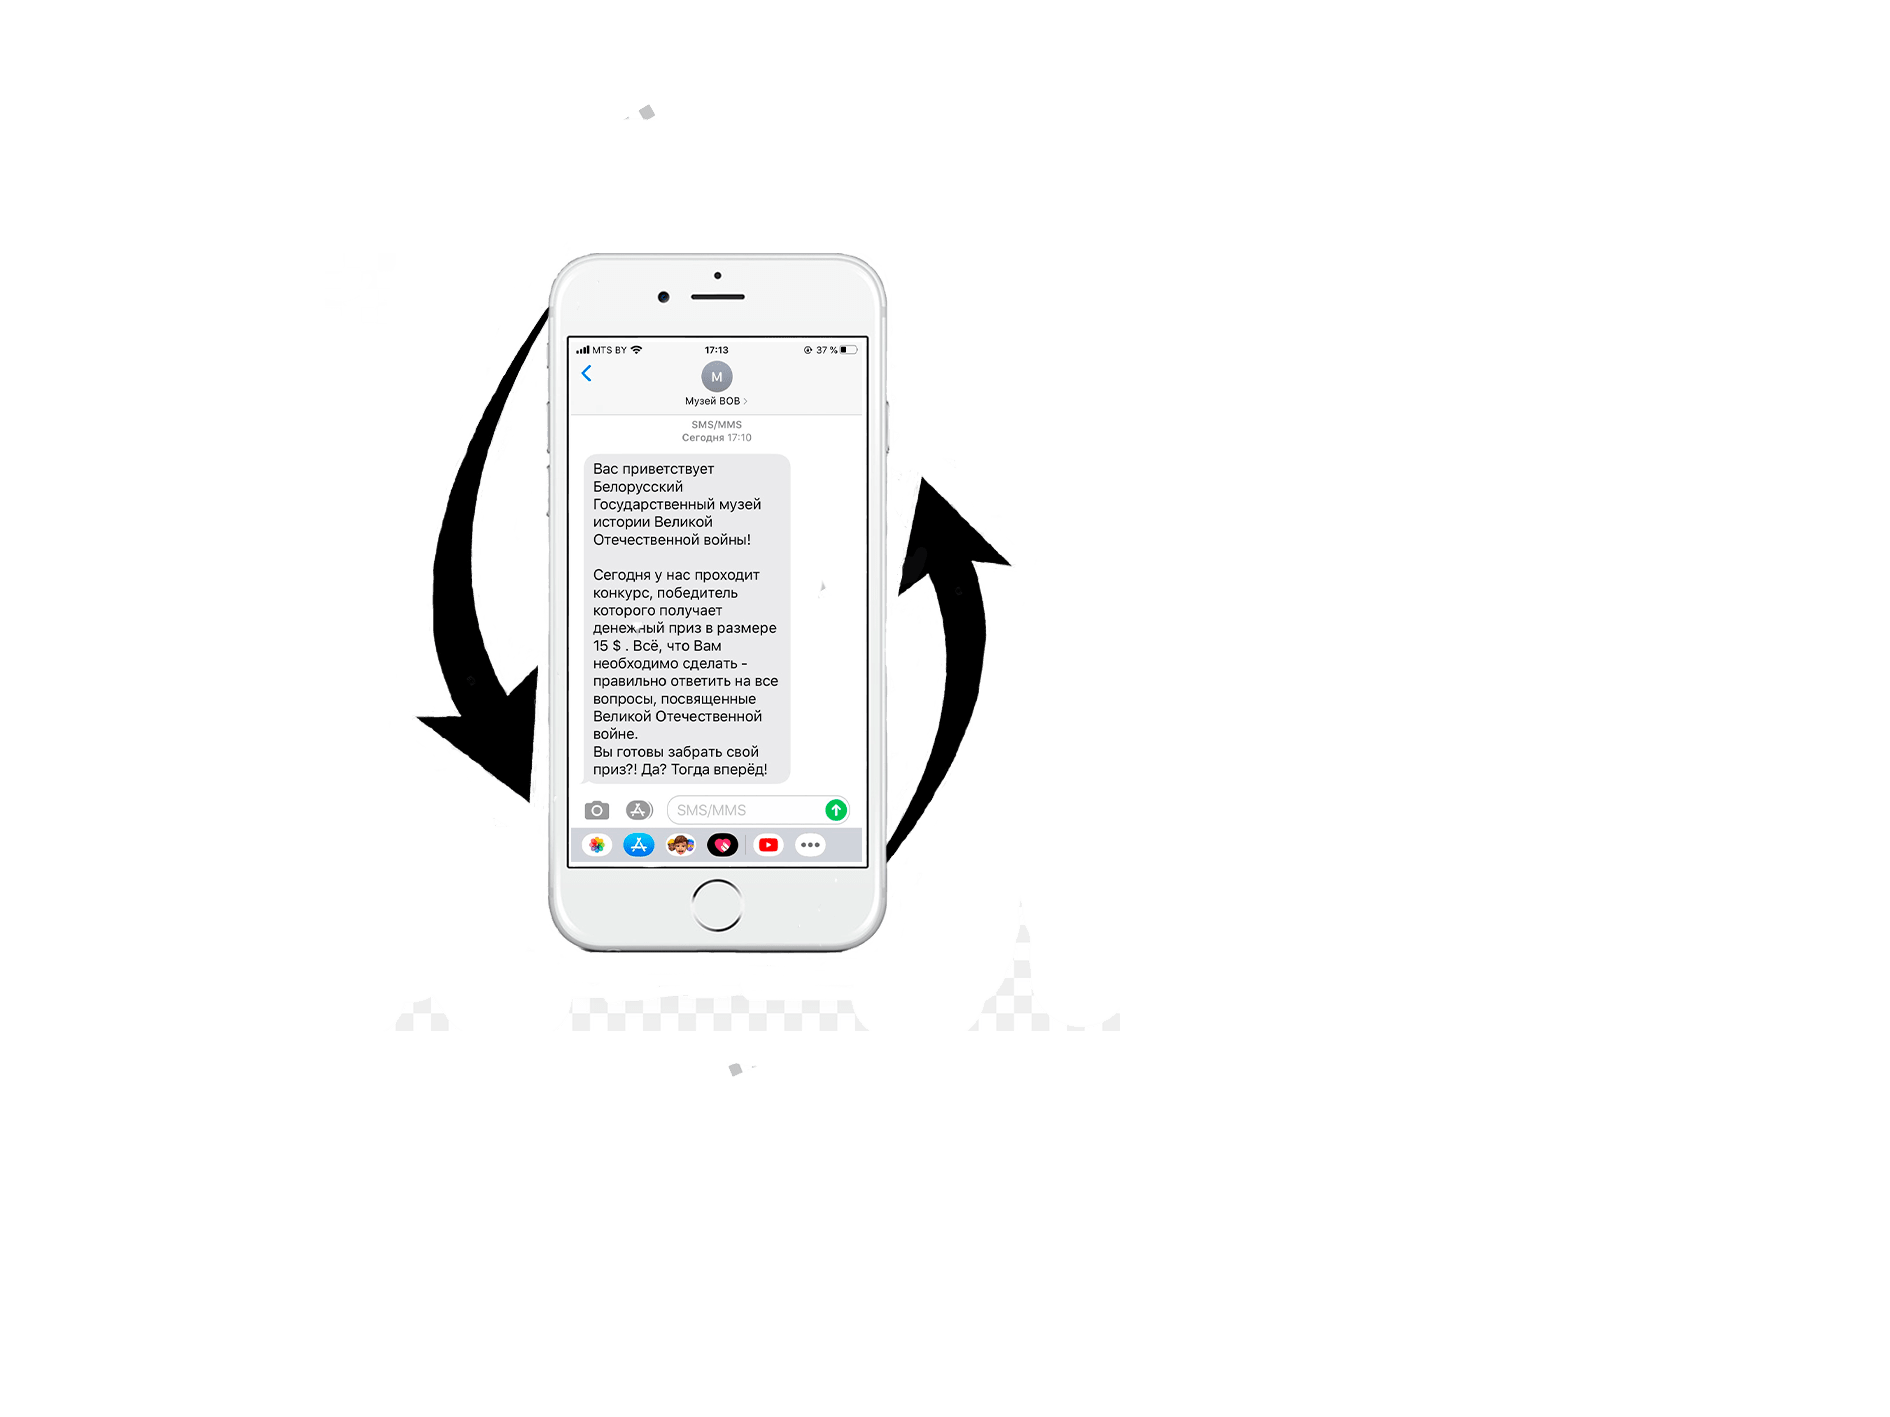 MTS BY
17:13
37 %
М
Музей ВОВ
SMS/MMS
Сегодня 17:10
Вас приветствует
Белорусский
Государственный музей
истории Великой
Отечественной войны!
Сегодня у нас проходит
конкурс, победитель
которого получает
денежный приз в размере
15 $ . Всё, что Вам
необходимо сделать -
правильно ответить на все
вопросы, посвященные
Великой Отечественной
войне.
Вы готовы забрать свой
приз?! Да? Тогда вперёд!
SMS/MMS